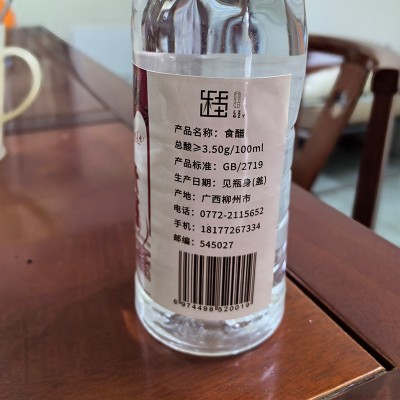 产品名称：食醋
总酸≥3.50g/100ml
产品标准：GB/2719
生产日期：见瓶身(盖)
产地：广西柳州市
电话：0772-2115652
手机：18177267334
邮编：545027
6974498520019